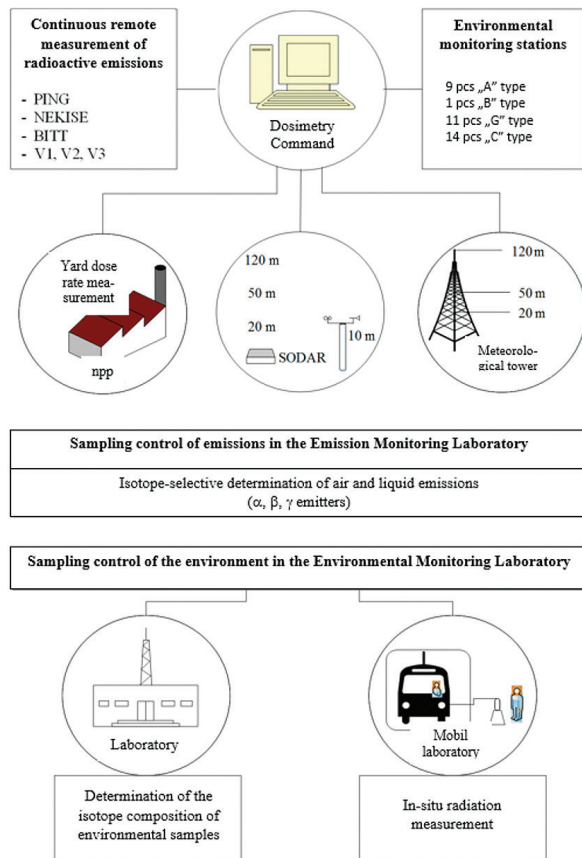 Continuous remote
measurement of
radioactive emissions
- PING
- NEKISE
- BITT
- V1, V2, V3
Dosimetry
Command
Environmental
monitoring stations
9 pcs „A” type
1 pcs „B” type
11 pcs „G” type
14 pcs „C” type
Yard dose
rate mea-
surement
npp
120 m
50 m
20 m
SODAR
10 m
120 m
50 m
20 m
Meteorolo-
gical tower
Sampling control of emissions in the Emission Monitoring Laboratory
Isotope-selective determination of air and liquid emissions
(α, β, γ emitters)
Sampling control of the environment in the Environmental Monitoring Laboratory
Laboratory
Determination of the
isotope composition of
environmental samples
Mobil
laboratory
In-situ radiation
measurement